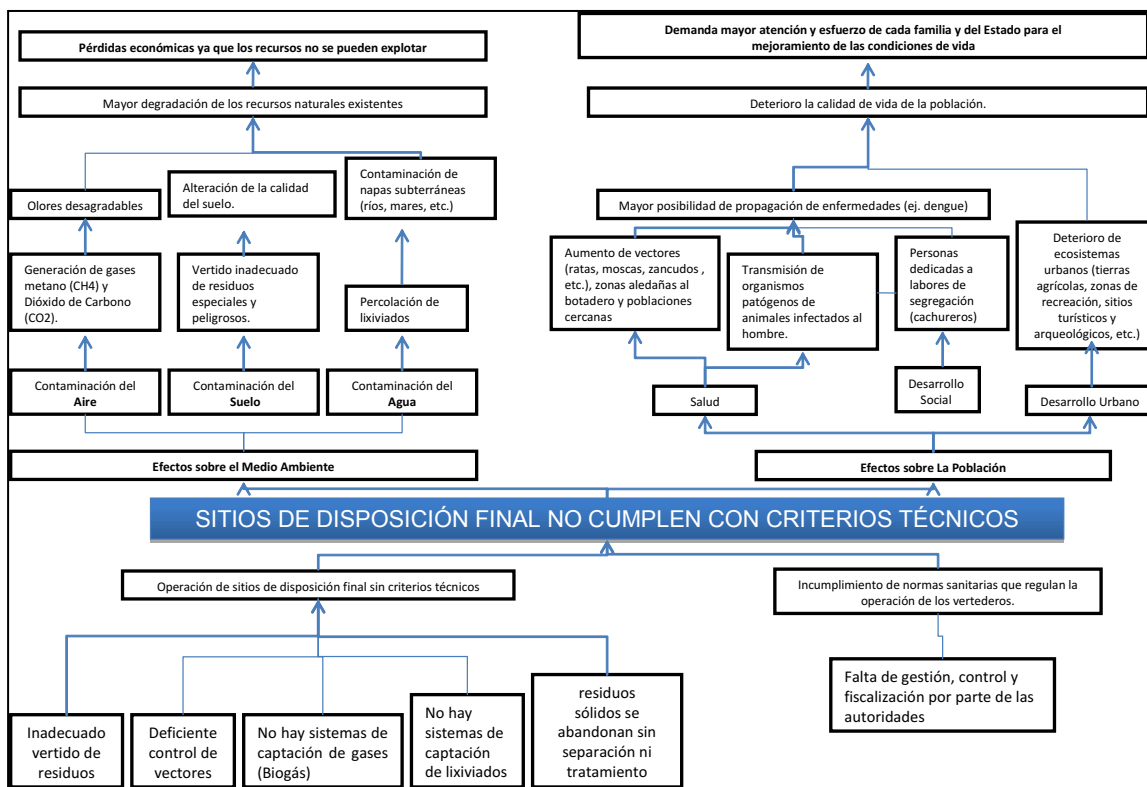 Pérdidas económicas ya que los recursos no se pueden explotar
Demanda mayor atención y esfuerzo de cada familia y del Estado para el
mejoramiento de las condiciones de vida
Mayor degradación de los recursos naturales existentes
Deterioro la calidad de vida de la población.
Olores desagradables
Alteración de la calidad
del suelo.
Contaminación de
napas subterráneas
(ríos, mares, etc.)
Mayor posibilidad de propagación de enfermedades (ej. dengue)
Generación de gases
metano (CH4) y
Dióxido de Carbono
(CO2).
Vertido inadecuado
de residuos
especiales y
peligrosos.
Percolación de
lixiviados
Aumento de vectores
(ratas, moscas, zancudos ,
etc.), zonas aledañas al
botadero y poblaciones
cercanas
Transmisión de
organismos
patógenos de
animales infectados al
hombre.
Personas
dedicadas a
labores de
segregación
(cachureros)
Deterioro de
ecosistemas
urbanos (tierras
agrícolas, zonas de
recreación, sitios
turísticos y
arqueológicos, etc.)
Contaminación del
Aire
Contaminación del
Suelo
Contaminación del
Agua
Salud
Desarrollo
Social
Desarrollo Urbano
Efectos sobre el Medio Ambiente
Efectos sobre La Población
SITIOS DE DISPOSICIÓN FINAL NO CUMPLEN CON CRITERIOS TÉCNICOS
Operación de sitios de disposición final sin criterios técnicos
Incumplimiento de normas sanitarias que regulan la
operación de los vertederos.
Inadecuado
vertido de
residuos
Deficiente
control de
vectores
No hay sistemas de
captación de gases
(Biogás)
No hay
sistemas de
captación
de lixiviados
residuos
sólidos se
abandonan sin
separación ni
tratamiento
Falta de gestión, control y
fiscalización por parte de las
autoridades